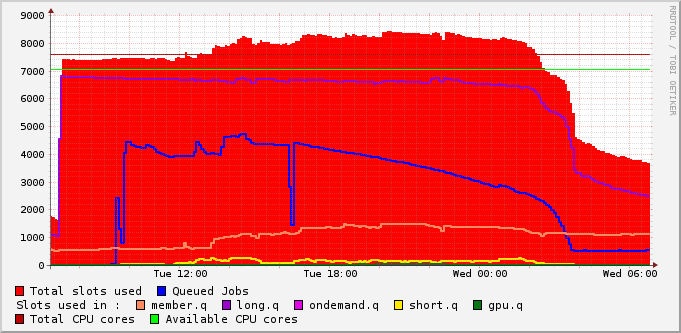 9000
8000
7000
6000
5000
4000
3000
2000
1000
0
Tue 12:00 Tue 18:00 Wed 00:00 Wed 06:00
RRDTOOL / TOBI OETIKER
Total slots used Queued Jobs
Slots used in : member.q long.q ondemand.q short.q gpu.q
Total CPU cores Available CPU cores